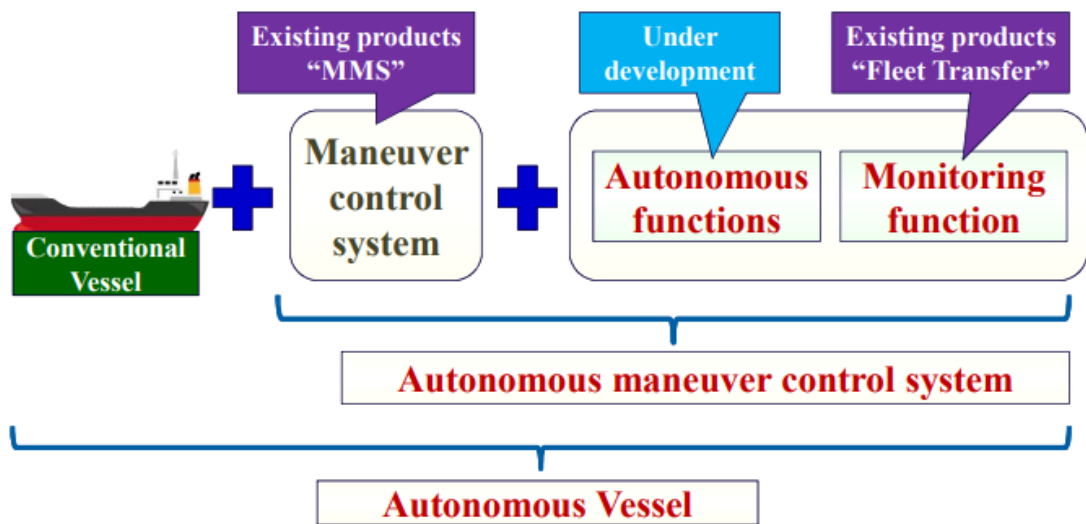 Existing products
“MMS”
Under
development
Existing products
“Fleet Transfer”
Conventional
Vessel
Maneuver
control
system
Autonomous
functions
Monitoring
function
Autonomous maneuver control system
Autonomous Vessel